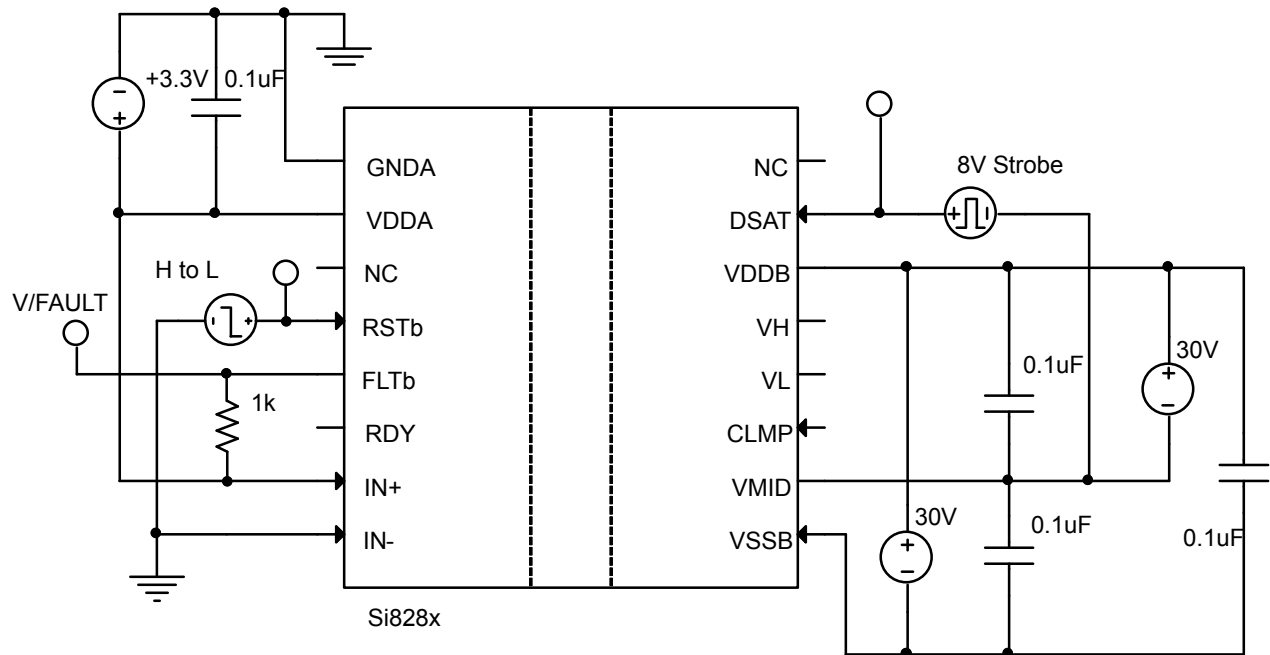 +3.3V 0.1uF
GNDA
VDDA
NC
H to L
RSTb
V/FAULT
FLTb
1k
RDY
IN+
IN-
Si828x
NC
8V Strobe
DSAT
VDDB
VH
VL
0.1uF
30V
CLMP
VMID
VSSB
30V
0.1uF
0.1uF